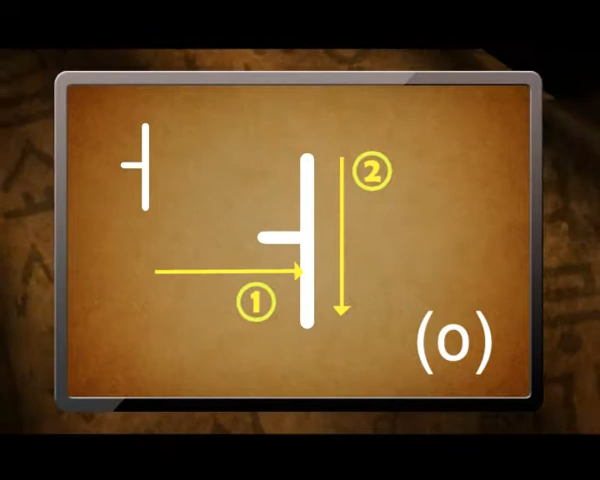 ㅓ
ㅓ ②
①
(o)